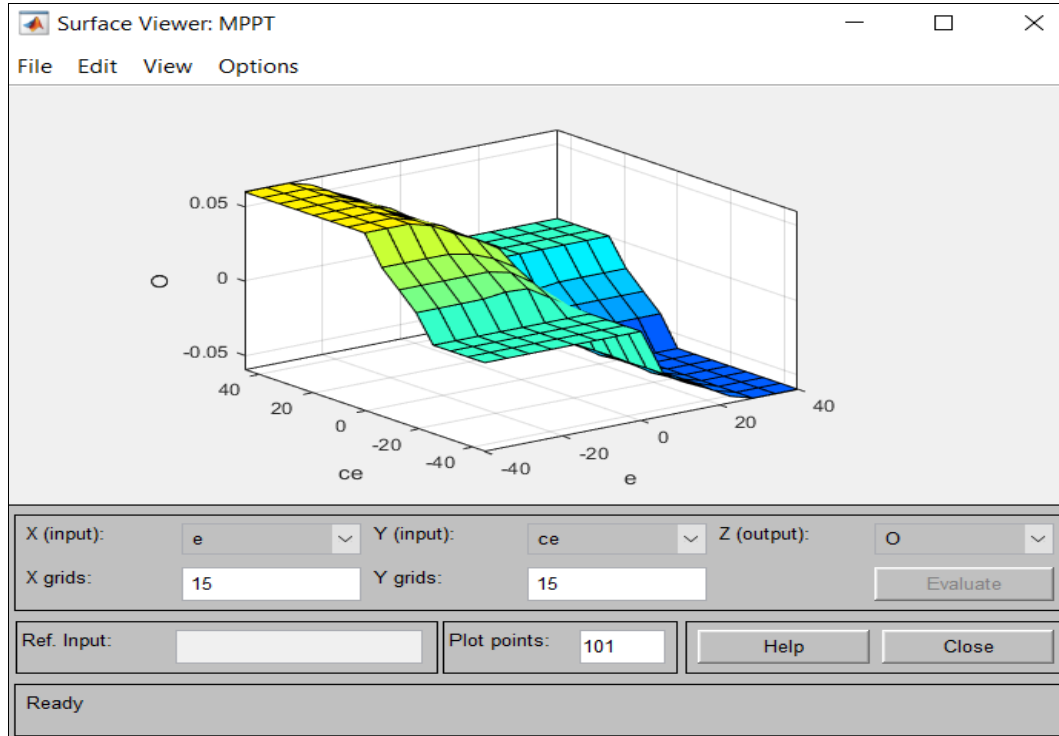 Surface Viewer: MPPT
File Edit View Options
0.05
0
-0.05
O
40
20
0
-20
-40
ce
-40
-20
0
20
40
e
X (input): e Y (input): ce Z (output): O
X grids: 15 Y grids: 15 Evaluate
Ref. Input: Plot points: 101 Help Close
Ready